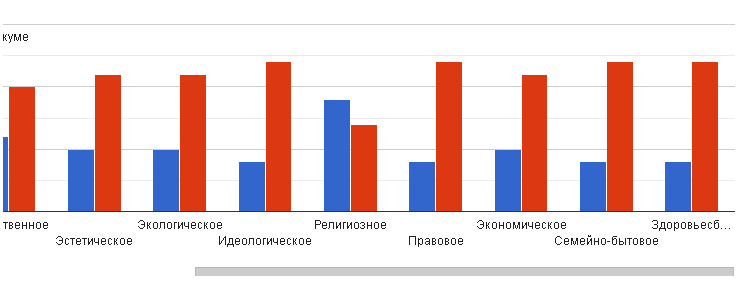 куме
твенное
Экологическое
Религиозное
Экономическое
Здоровьесб...
Эстетическое
Идеологическое
Правовое
Семейно-бытовое